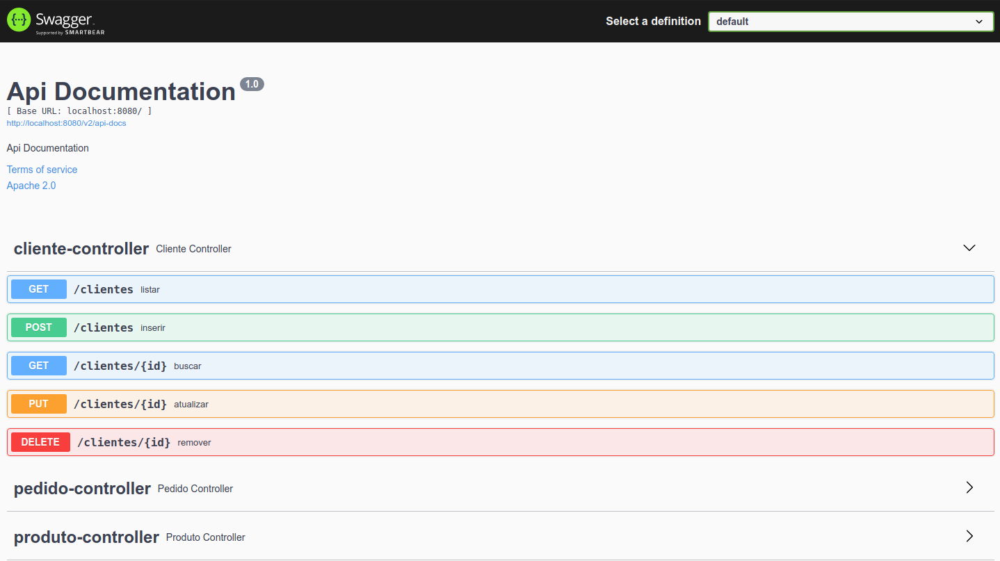 Swagger
Supported by SMARTBEAR
Select a definition default
Api Documentation 1.0
[ Base URL: localhost:8080/ ]
http://localhost:8080/v2/api-docs
Api Documentation
Terms of service
Apache 2.0
cliente-controller Cliente Controller
GET /clientes listar
POST /clientes inserir
GET /clientes/{id} buscar
PUT /clientes/{id} atualizar
DELETE /clientes/{id} remover
pedido-controller Pedido Controller
produto-controller Produto Controller